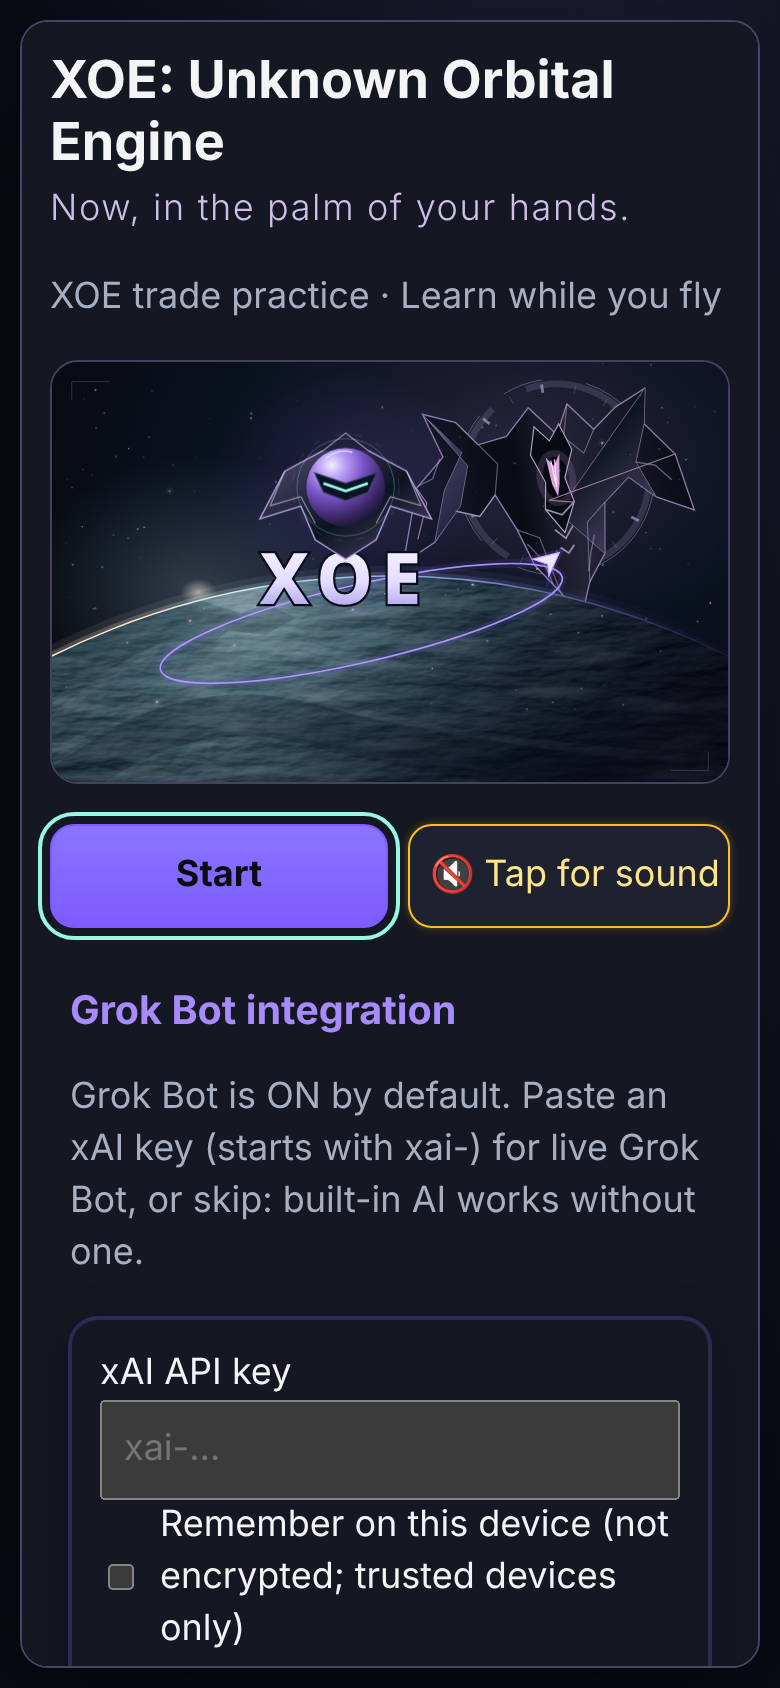 XOE: Unknown Orbital
Engine
Now, in the palm of your hands.
XOE trade practice · Learn while you fly
XOE
Start
🔇 Tap for sound
Grok Bot integration
Grok Bot is ON by default. Paste an
xAI key (starts with xai-) for live Grok
Bot, or skip: built-in AI works without
one.
xAI API key
xai-...
Remember on this device (not
encrypted; trusted devices
only)